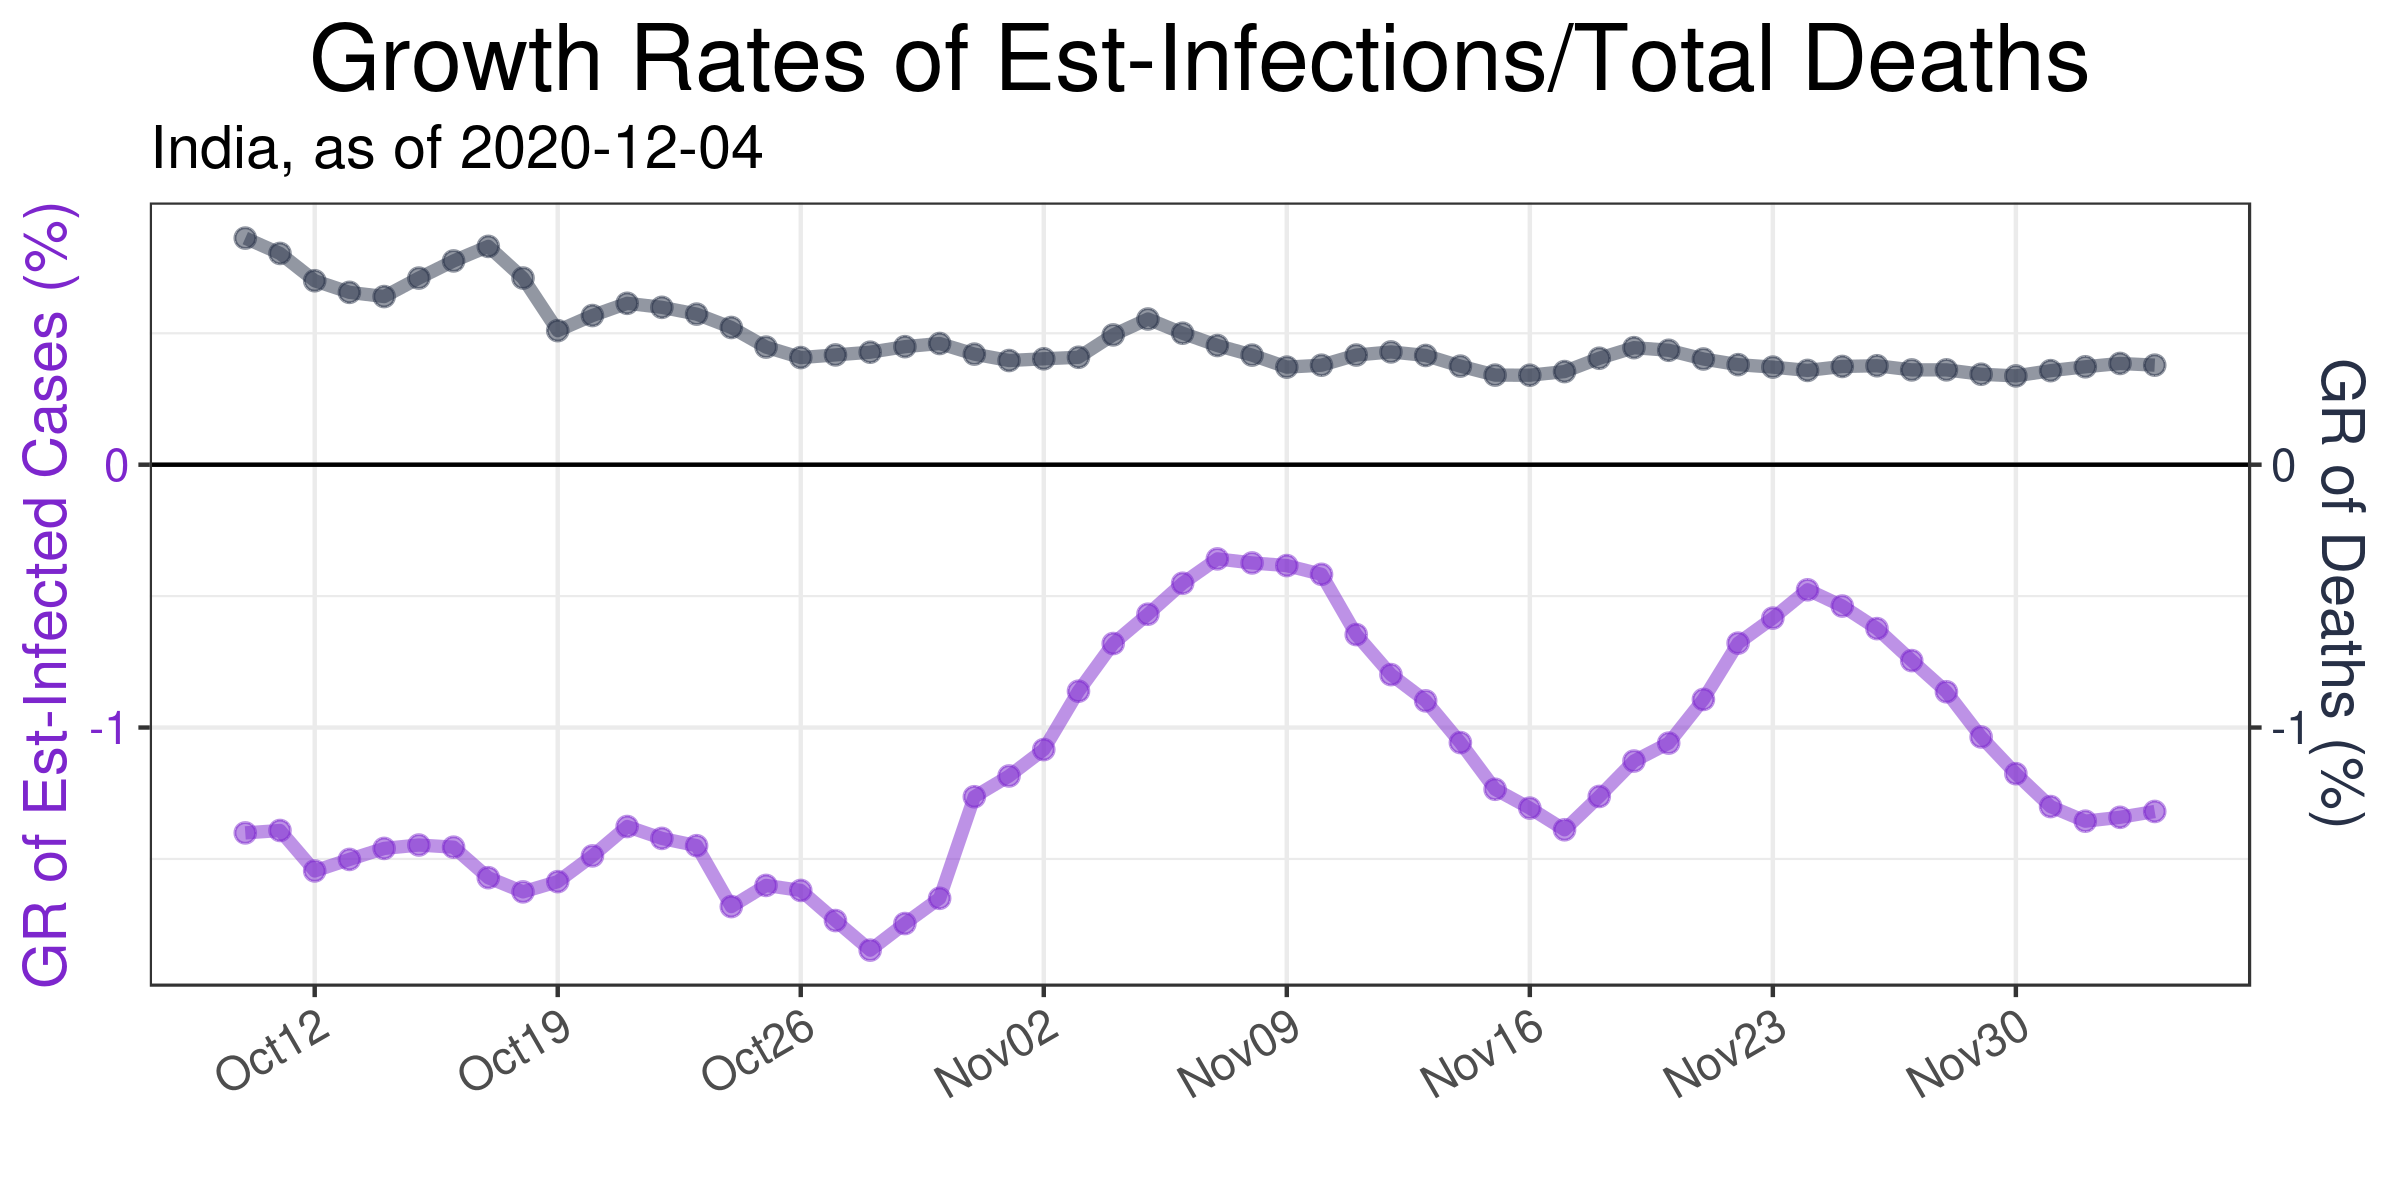 Growth Rates of Est-Infections/Total Deaths
India, as of 2020-12-04
GR of Est-Infected Cases (%)
0
-1
0
-1
GR of Deaths (%)
Oct12
Oct19
Oct26
Nov02
Nov09
Nov16
Nov23
Nov30